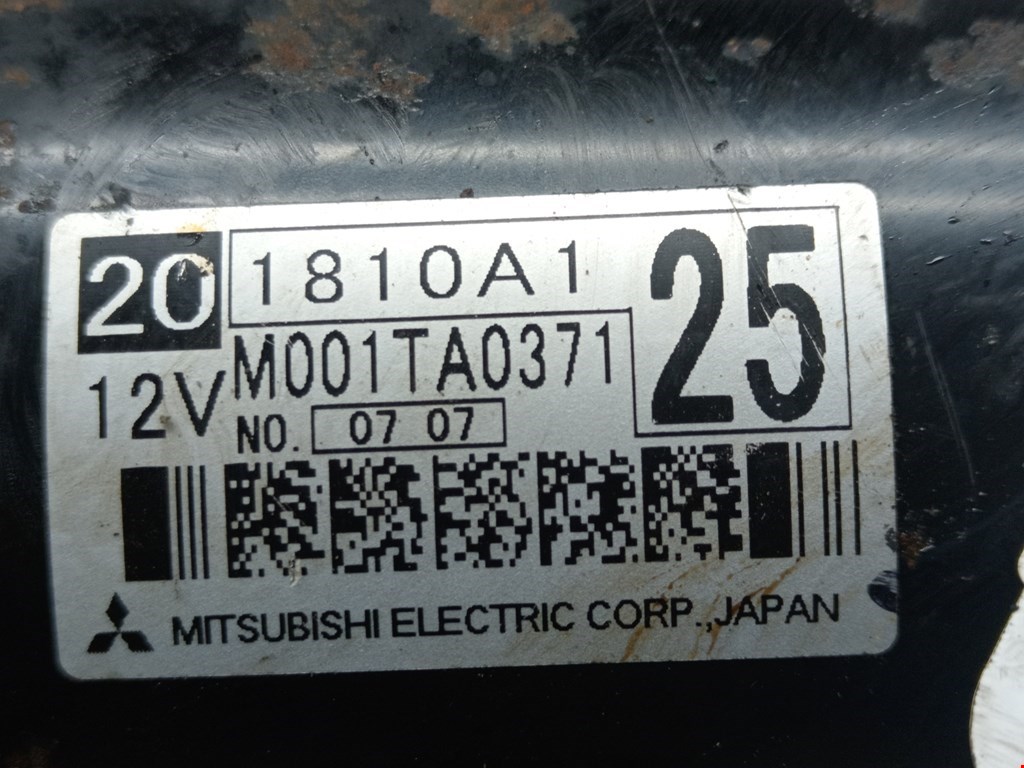 20 1810A1 25
12V M001TA0371
NO. 07 07
MITSUBISHI ELECTRIC CORP.,JAPAN